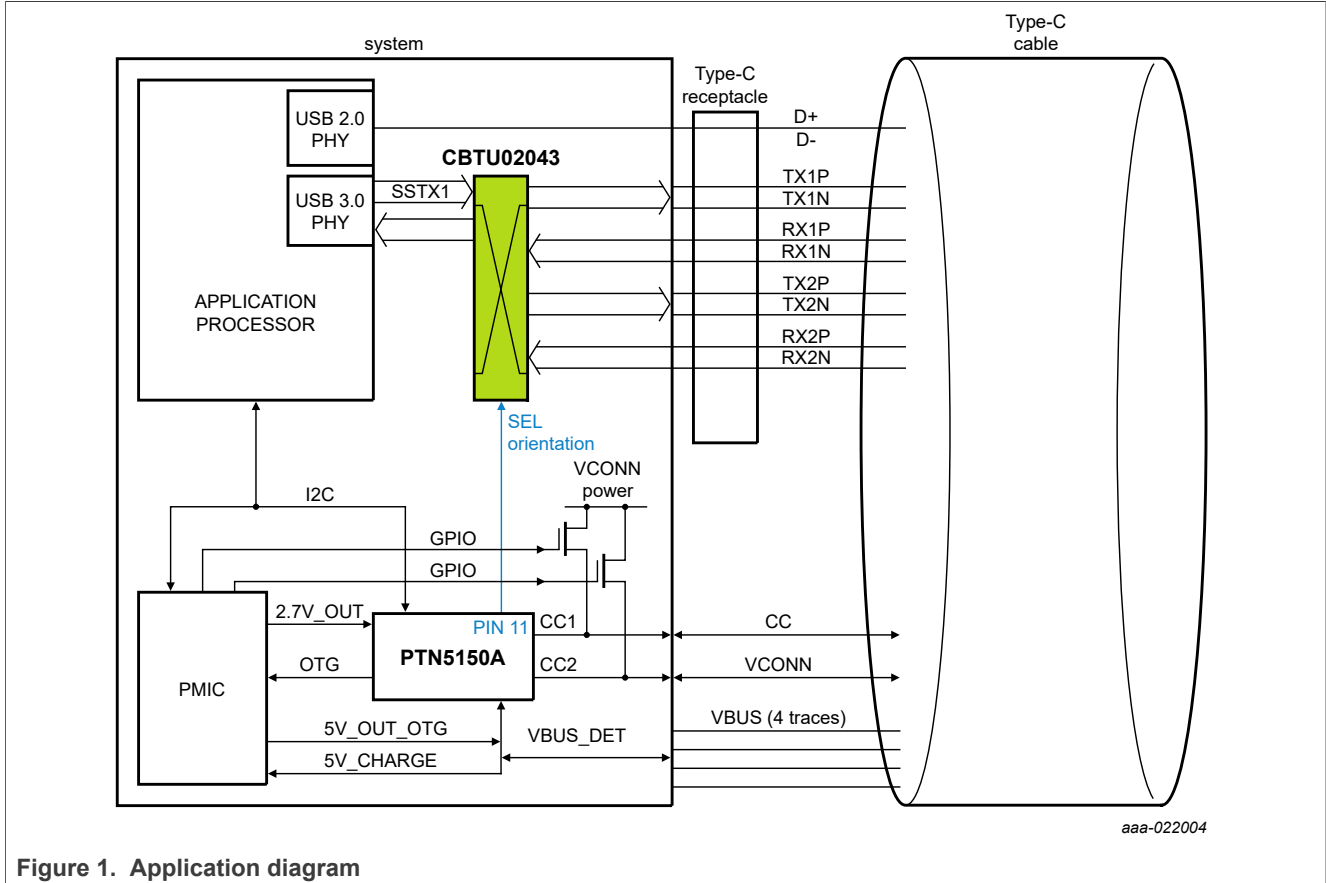 system
Type-C
cable
Type-C
receptacle
USB 2.0
PHY
D+
D-
CBTU02043
USB 3.0
PHY
SSTX1
TX1P
TX1N
RX1P
RX1N
TX2P
TX2N
RX2P
RX2N
APPLICATION
PROCESSOR
SEL
orientation
VCONN
power
I2C
GPIO
GPIO
2.7V_OUT
PIN 11
CC1
CC
PTN5150A
OTG
CC2
VCONN
PMIC
5V_OUT_OTG
VBUS_DET
VBUS (4 traces)
5V_CHARGE
aaa-022004
Figure 1. Application diagram